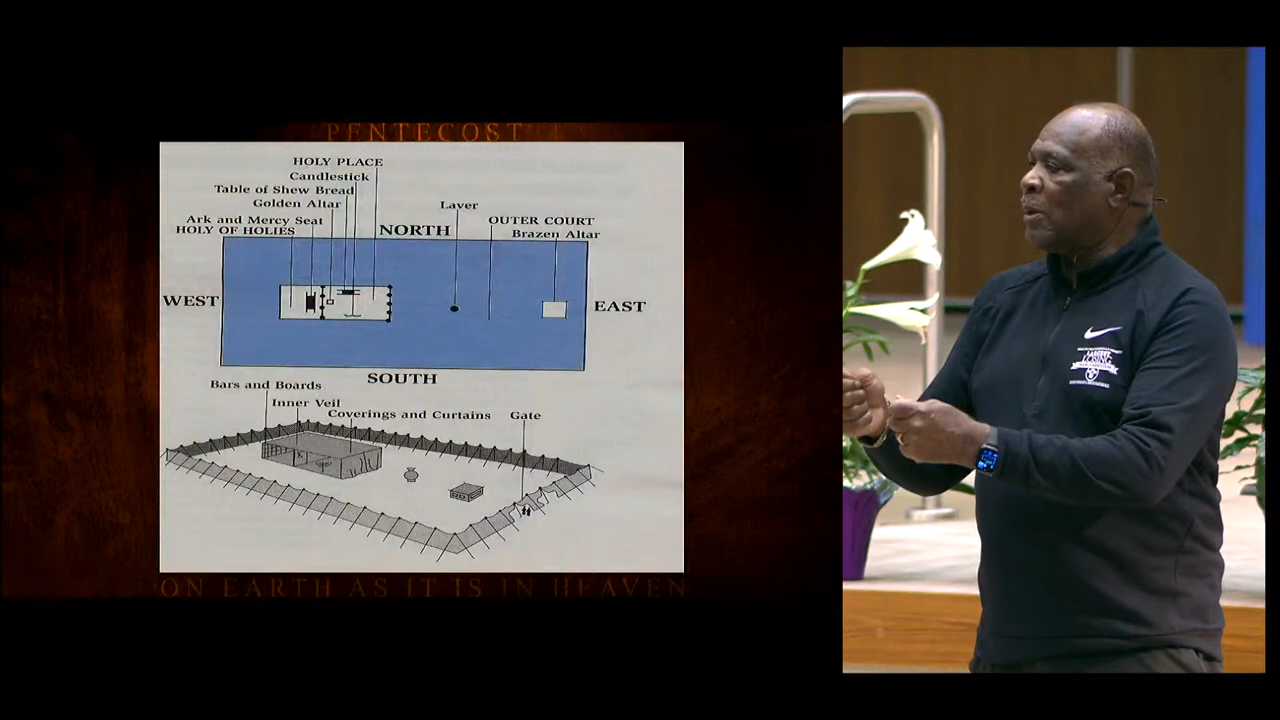 PENTECOST
HOLY PLACE
Candlestick
Table of Shew Bread
Golden Altar
Ark and Mercy Seat
HOLY OF HOLIES
NORTH
Laver
OUTER COURT
Brazen Altar
WEST
EAST
SOUTH
Bars and Boards
Inner Veil
Coverings and Curtains
Gate
ON EARTH AS IT IS IN HEAVEN